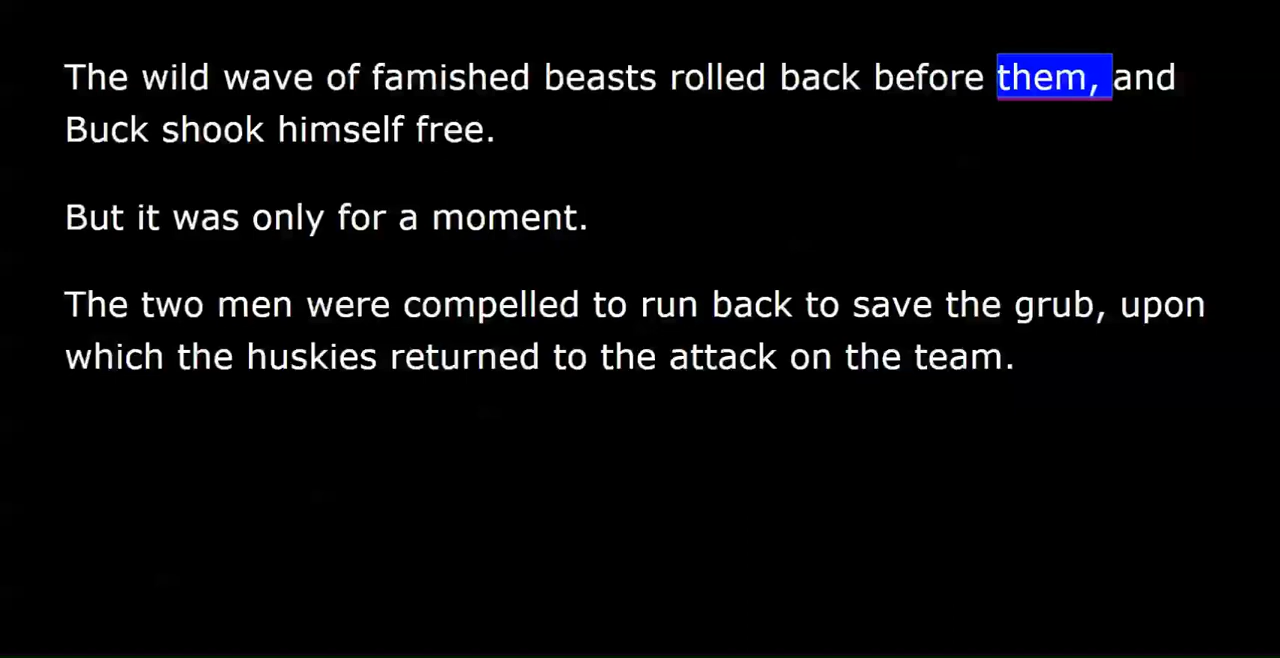 The wild wave of famished beasts rolled back before them, and
Buck shook himself free.
But it was only for a moment.
The two men were compelled to run back to save the grub, upon
which the huskies returned to the attack on the team.